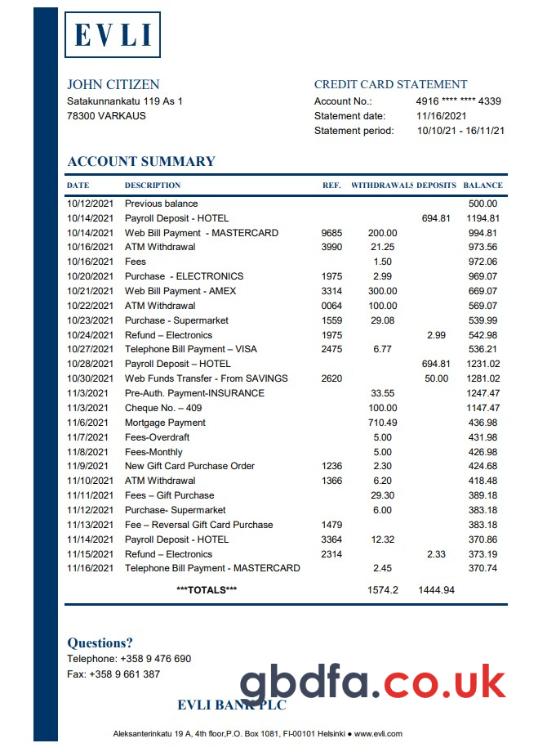 EVLI
JOHN CITIZEN
Satakunnankatu 119 As 1
78300 VARKAUS
CREDIT CARD STATEMENT
Account No.: 4916 **** **** 4339
Statement date: 11/16/2021
Statement period: 10/10/21 - 16/11/21
ACCOUNT SUMMARY
DATE DESCRIPTION REF. WITHDRAWALS DEPOSITS BALANCE
10/12/2021 Previous balance 500.00
10/14/2021 Payroll Deposit - HOTEL 694.81 1194.81
10/14/2021 Web Bill Payment - MASTERCARD 9685 200.00 994.81
10/16/2021 ATM Withdrawal 3990 21.25 973.56
10/16/2021 Fees 1.50 972.06
10/20/2021 Purchase - ELECTRONICS 1975 2.99 969.07
10/21/2021 Web Bill Payment - AMEX 3314 300.00 669.07
10/22/2021 ATM Withdrawal 0064 100.00 569.07
10/23/2021 Purchase - Supermarket 1559 29.08 539.99
10/24/2021 Refund – Electronics 1975 2.99 542.98
10/27/2021 Telephone Bill Payment – VISA 2475 6.77 536.21
10/28/2021 Payroll Deposit – HOTEL 694.81 1231.02
10/30/2021 Web Funds Transfer - From SAVINGS 2620 50.00 1281.02
11/3/2021 Pre-Auth. Payment-INSURANCE 33.55 1247.47
11/3/2021 Cheque No. – 409 100.00 1147.47
11/6/2021 Mortgage Payment 710.49 436.98
11/7/2021 Fees-Overdraft 5.00 431.98
11/8/2021 Fees-Monthly 5.00 426.98
11/9/2021 New Gift Card Purchase Order 1236 2.30 424.68
11/10/2021 ATM Withdrawal 1366 6.20 418.48
11/11/2021 Fees – Gift Purchase 29.30 389.18
11/12/2021 Purchase- Supermarket 6.00 383.18
11/13/2021 Fee – Reversal Gift Card Purchase 1479 383.18
11/14/2021 Payroll Deposit - HOTEL 3364 12.32 370.86
11/15/2021 Refund – Electronics 2314 2.33 373.19
11/16/2021 Telephone Bill Payment - MASTERCARD 2.45 370.74
***TOTALS*** 1574.2 1444.94
Questions?
Telephone: +358 9 476 690
Fax: +358 9 661 387
gbdfa.co.uk
EVLI BANK PLC
Aleksanterinkatu 19 A, 4th floor,P.O. Box 1081, FI-00101 Helsinki ● www.evli.com